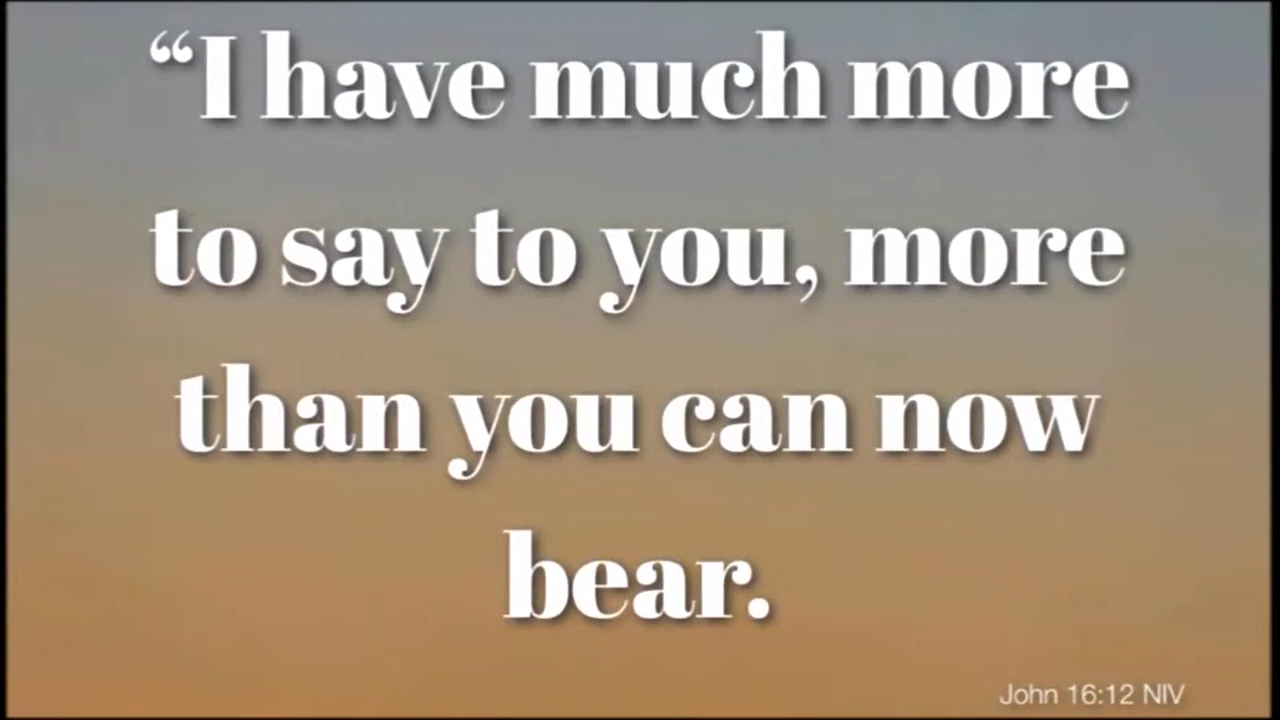 “I have much more
to say to you, more
than you can now
bear.
John 16:12 NIV